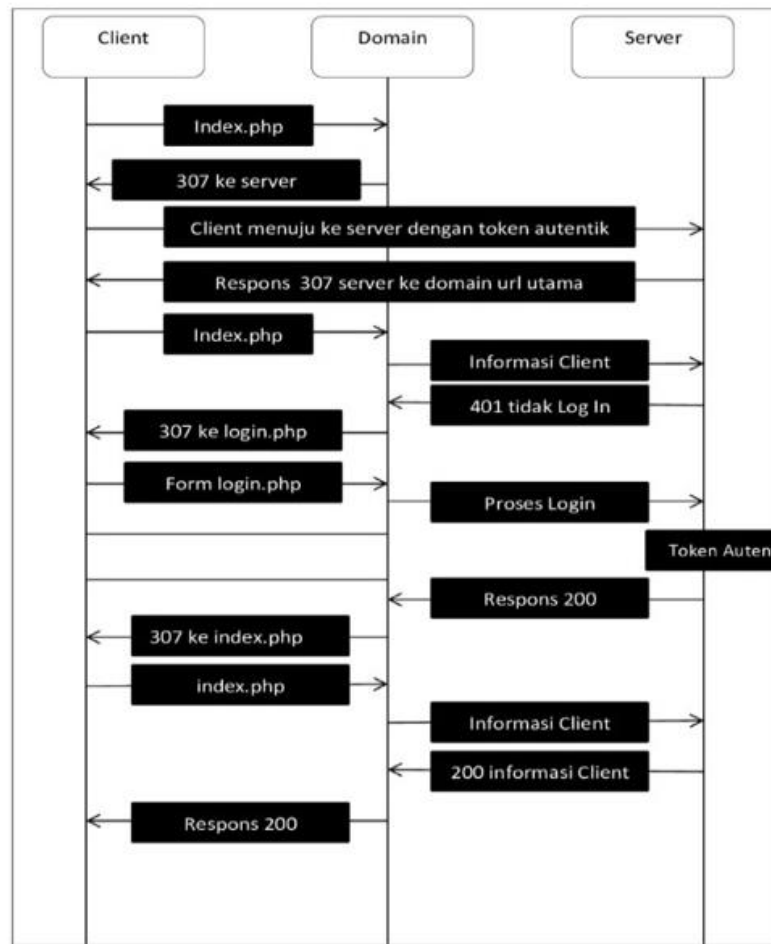 Client
Domain
Server
Index.php
307 ke server
Client menuju ke server dengan token autentik
Respons 307 server ke domain url utama
Index.php
Informasi Client
401 tidak Log In
307 ke login.php
Form login.php
Proses Login
Token Auten
Respons 200
307 ke index.php
index.php
Informasi Client
200 informasi Client
Respons 200